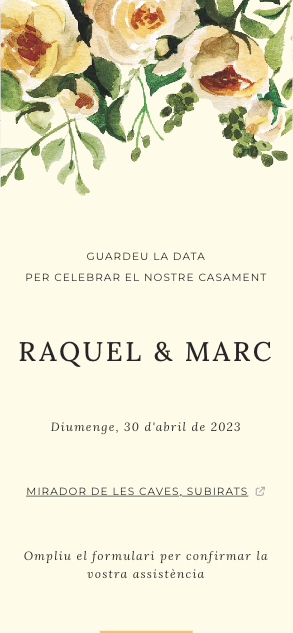 GUARDEU LA DATA
PER CELEBRAR EL NOSTRE CASAMENT
RAQUEL & MARC
Diumenge, 30 d'abril de 2023
MIRADOR DE LES CAVES, SUBIRATS
Ompliu el formulari per confirmar la
vostra assistència